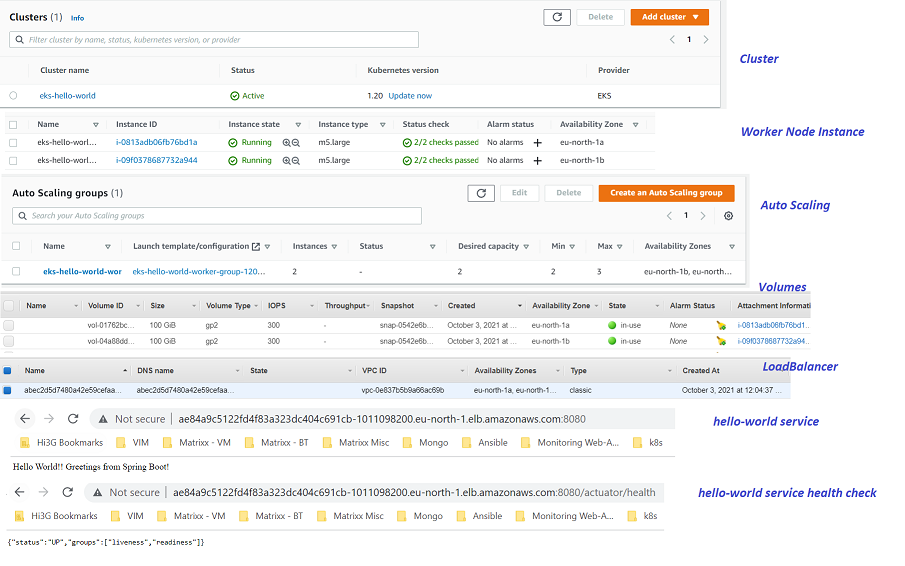 Clusters (1) Info
Delete
Add cluster
Filter cluster by name, status, kubernetes version, or provider
1
Cluster
Cluster name Status Kubernetes version Provider
eks-hello-world Active 1.20 Update now EKS
Name Instance ID Instance state Instance type Status check Alarm status Availability Zone
Worker Node Instance
eks-hello-worl... i-0813adb06fb76bd1a Running m5.large 2/2 checks passed No alarms + eu-north-1a
eks-hello-worl... i-09f0378687732a944 Running m5.large 2/2 checks passed No alarms + eu-north-1b
Auto Scaling groups (1)
Edit
Delete
Create an Auto Scaling group
Auto Scaling
Search your Auto Scaling groups
1
Name Launch template/configuration Instances Status Desired capacity Min Max Availability Zones
eks-hello-world-wor eks-hello-world-worker-group-120... 2 - 2 2 3 eu-north-1b, eu-north...
Volumes
Name Volume ID Size Volume Type IOPS Throughput Snapshot Created Availability Zone State Alarm Status Attachment Informati
vol-01762bc... 100 GiB gp2 300 - snap-0542e6b... October 3, 2021 at ... eu-north-1a in-use None i-0813adb06fb76bd1...
vol-04a88dd... 100 GiB gp2 300 - snap-0542e6b... October 3, 2021 at ... eu-north-1b in-use None i-09f0378687732a94...
LoadBalancer
Name DNS name State VPC ID Availability Zones Type Created At
abec2d5d7480a42e59cefaa... abec2d5d7480a42e59cefaa... vpc-0e837b5b9a66ac69b eu-north-1a, eu-north-1... classic October 3, 2021 at 12:04:37 ...
Not secure | ae84a9c5122fd4f83a323dc404c691cb-1011098200.eu-north-1.elb.amazonaws.com:8080
hello-world service
Hi3G Bookmarks VIM Matrixx - VM Matrixx - BT Matrixx Misc Mongo Ansible Monitoring Web-A... k8s
Hello World!! Greetings from Spring Boot!
Not secure | ae84a9c5122fd4f83a323dc404c691cb-1011098200.eu-north-1.elb.amazonaws.com:8080/actuator/health
hello-world service health check
Hi3G Bookmarks VIM Matrixx - VM Matrixx - BT Matrixx Misc Mongo Ansible Monitoring Web-A... k8s
{"status":"UP","groups":["liveness","readiness"]}